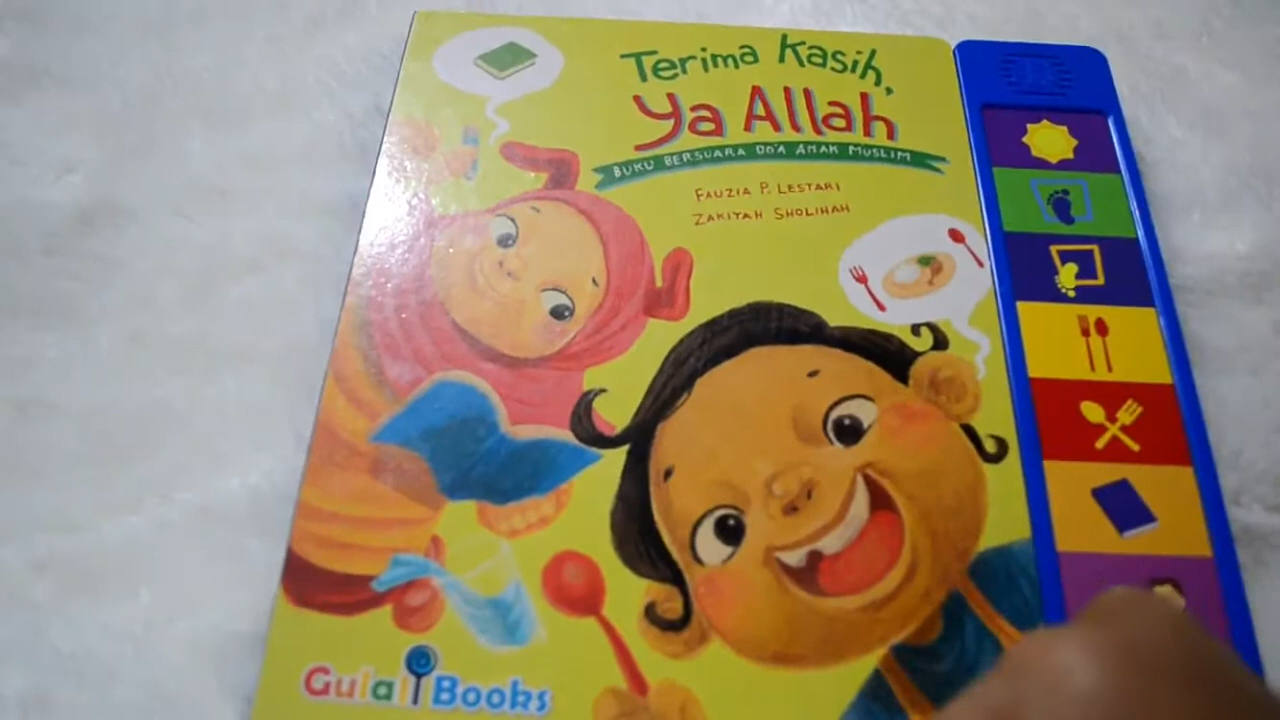 Terima Kasih,
Ya Allah
BUKU BERSUARA DO'A ANAK MUSLIM
FAUZIA P. LESTARI
ZAKIYAH SHOLIHAH
Gulali Books